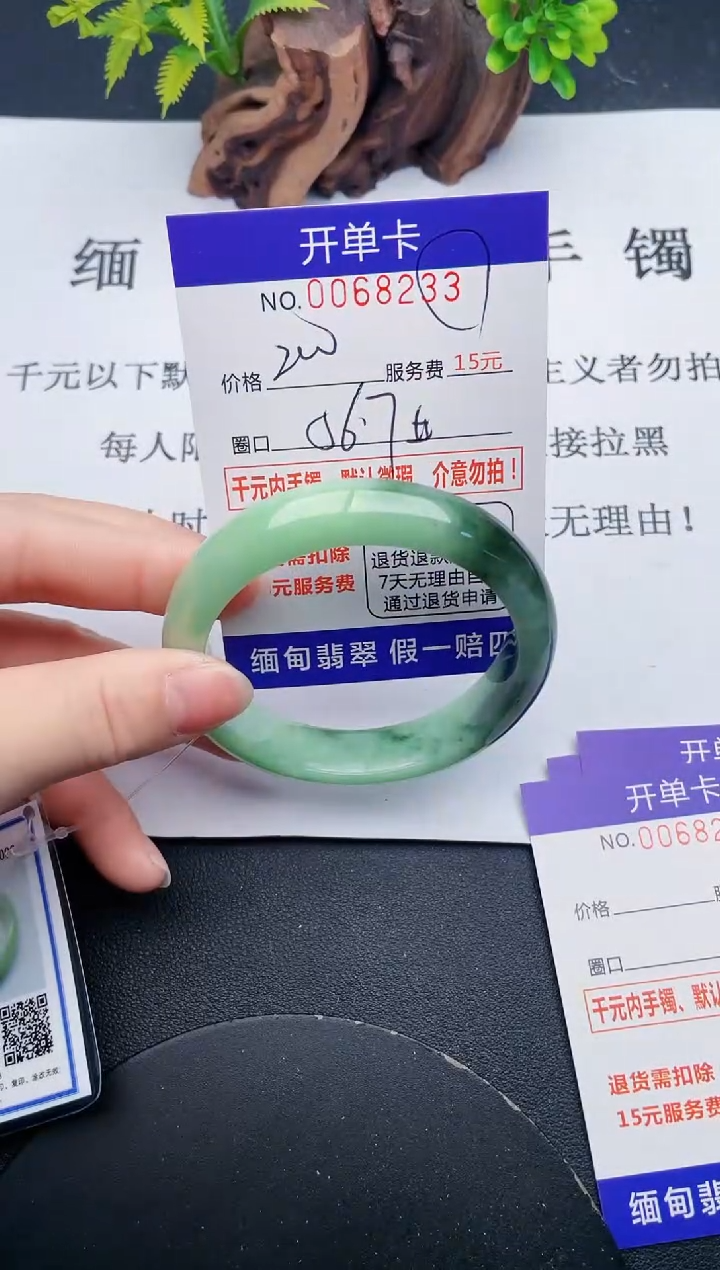 开单卡
NO.0068233
缅 手 镯
价格 200 服务费 15元
千元以下默 主义者勿拍
圈口 56.7
每人 接拉黑
千元内手镯、默认微瑕、介意勿拍！
无理由！
需扣除
元服务费
退货退款
7天无理由
通过退货申请
缅甸翡翠 假一赔四
开单卡
NO.0068
价格
圈口
千元内手镯、默认
退货需扣除
15元服务费
缅甸翡